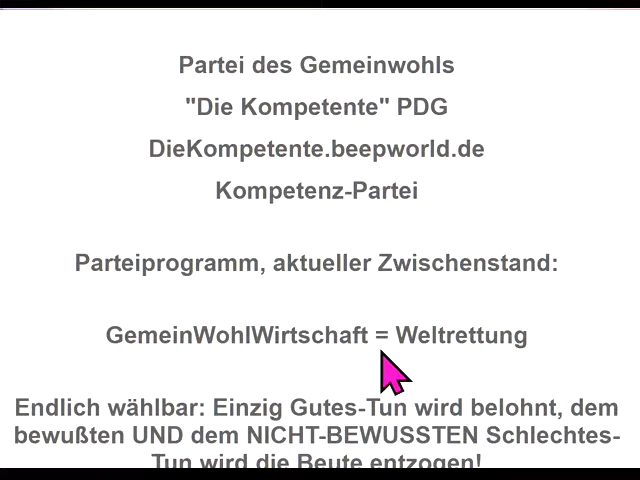 Partei des Gemeinwohls
"Die Kompetente" PDG
DieKompetente.beepworld.de
Kompetenz-Partei
Parteiprogramm, aktueller Zwischenstand:
GemeinWohlWirtschaft = Weltrettung
Endlich wählbar: Einzig Gutes-Tun wird belohnt, dem
bewußten UND dem NICHT-BEWUSSTEN Schlechtes-
Tun wird die Beute entzogen!